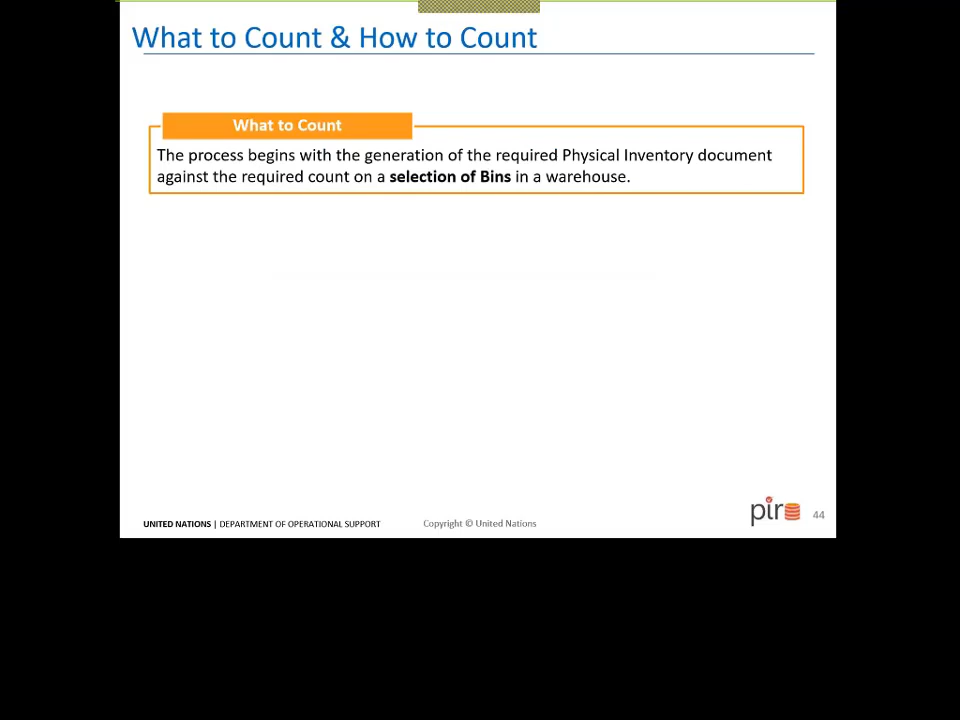 What to Count & How to Count
What to Count
The process begins with the generation of the required Physical Inventory document
against the required count on a selection of Bins in a warehouse.
UNITED NATIONS | DEPARTMENT OF OPERATIONAL SUPPORT
Copyright © United Nations
pir
44